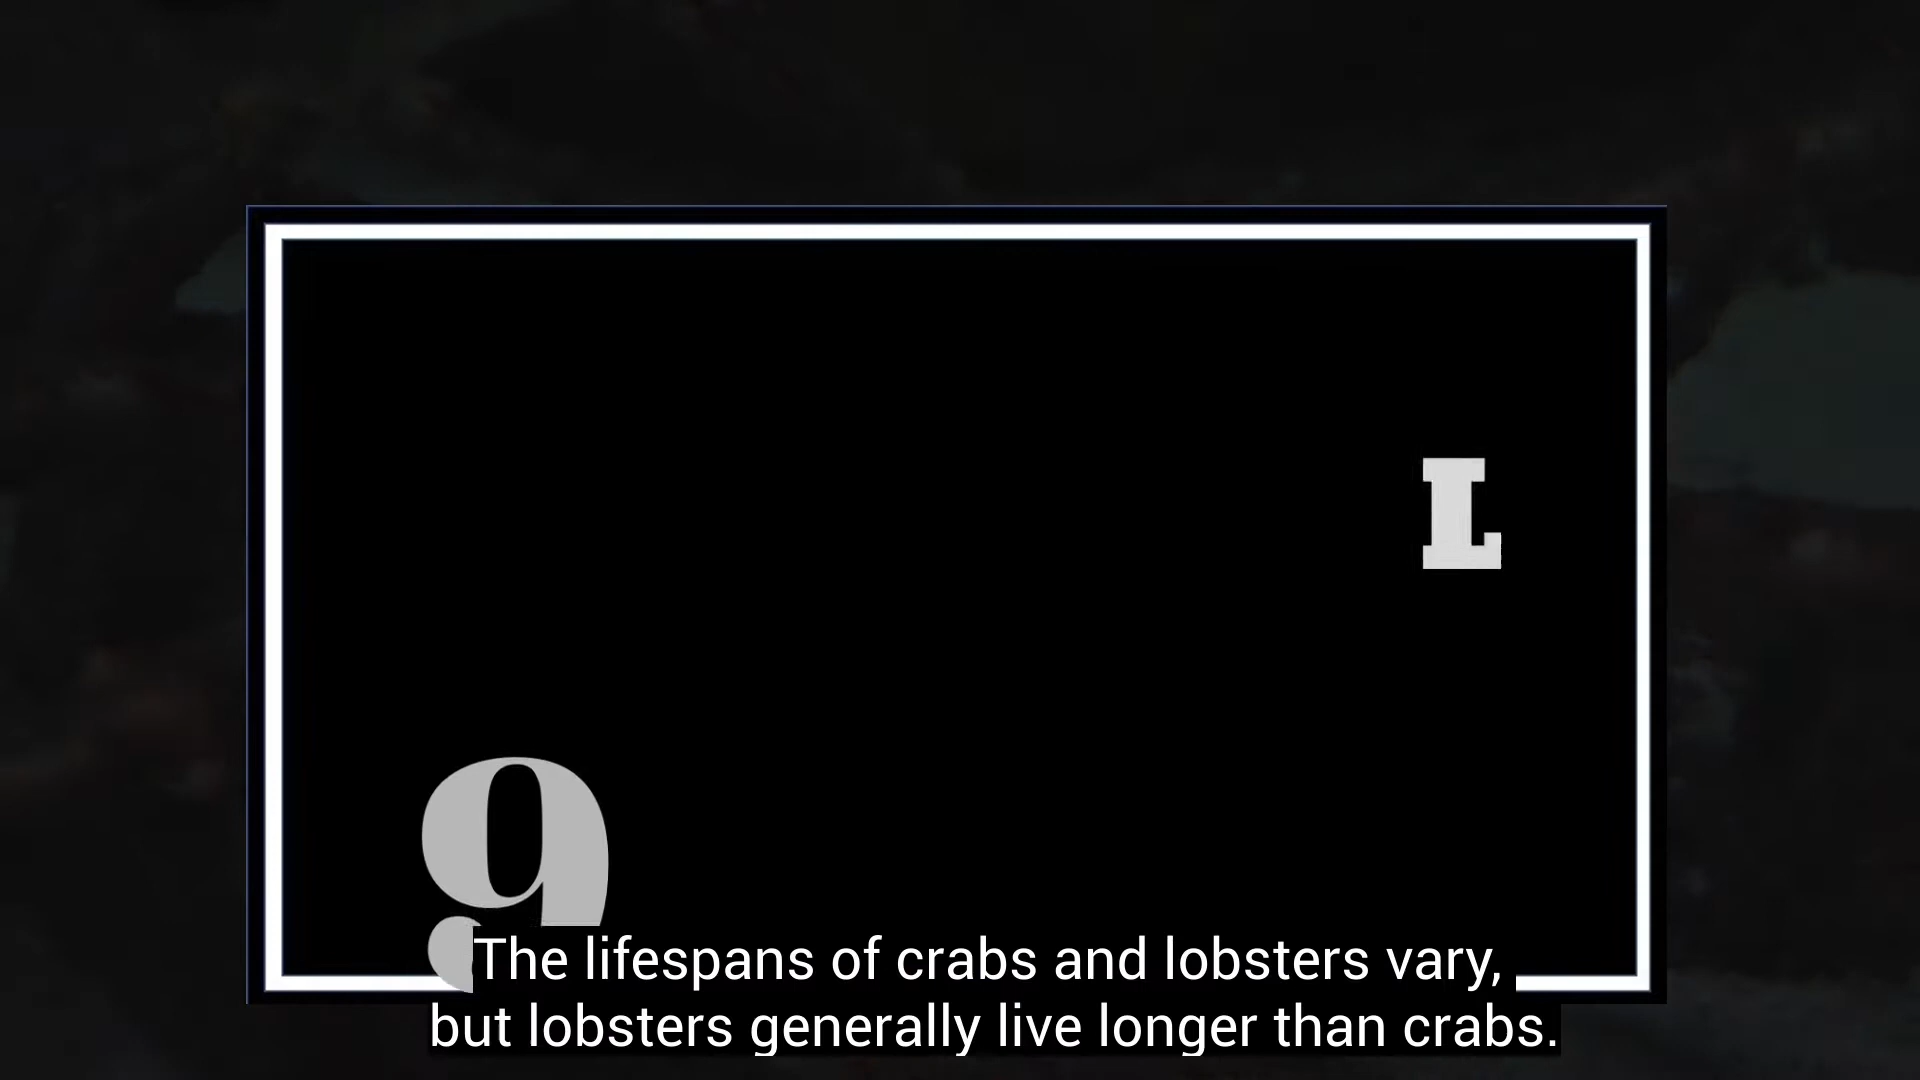 L
9
The lifespans of crabs and lobsters vary,
but lobsters generally live longer than crabs.